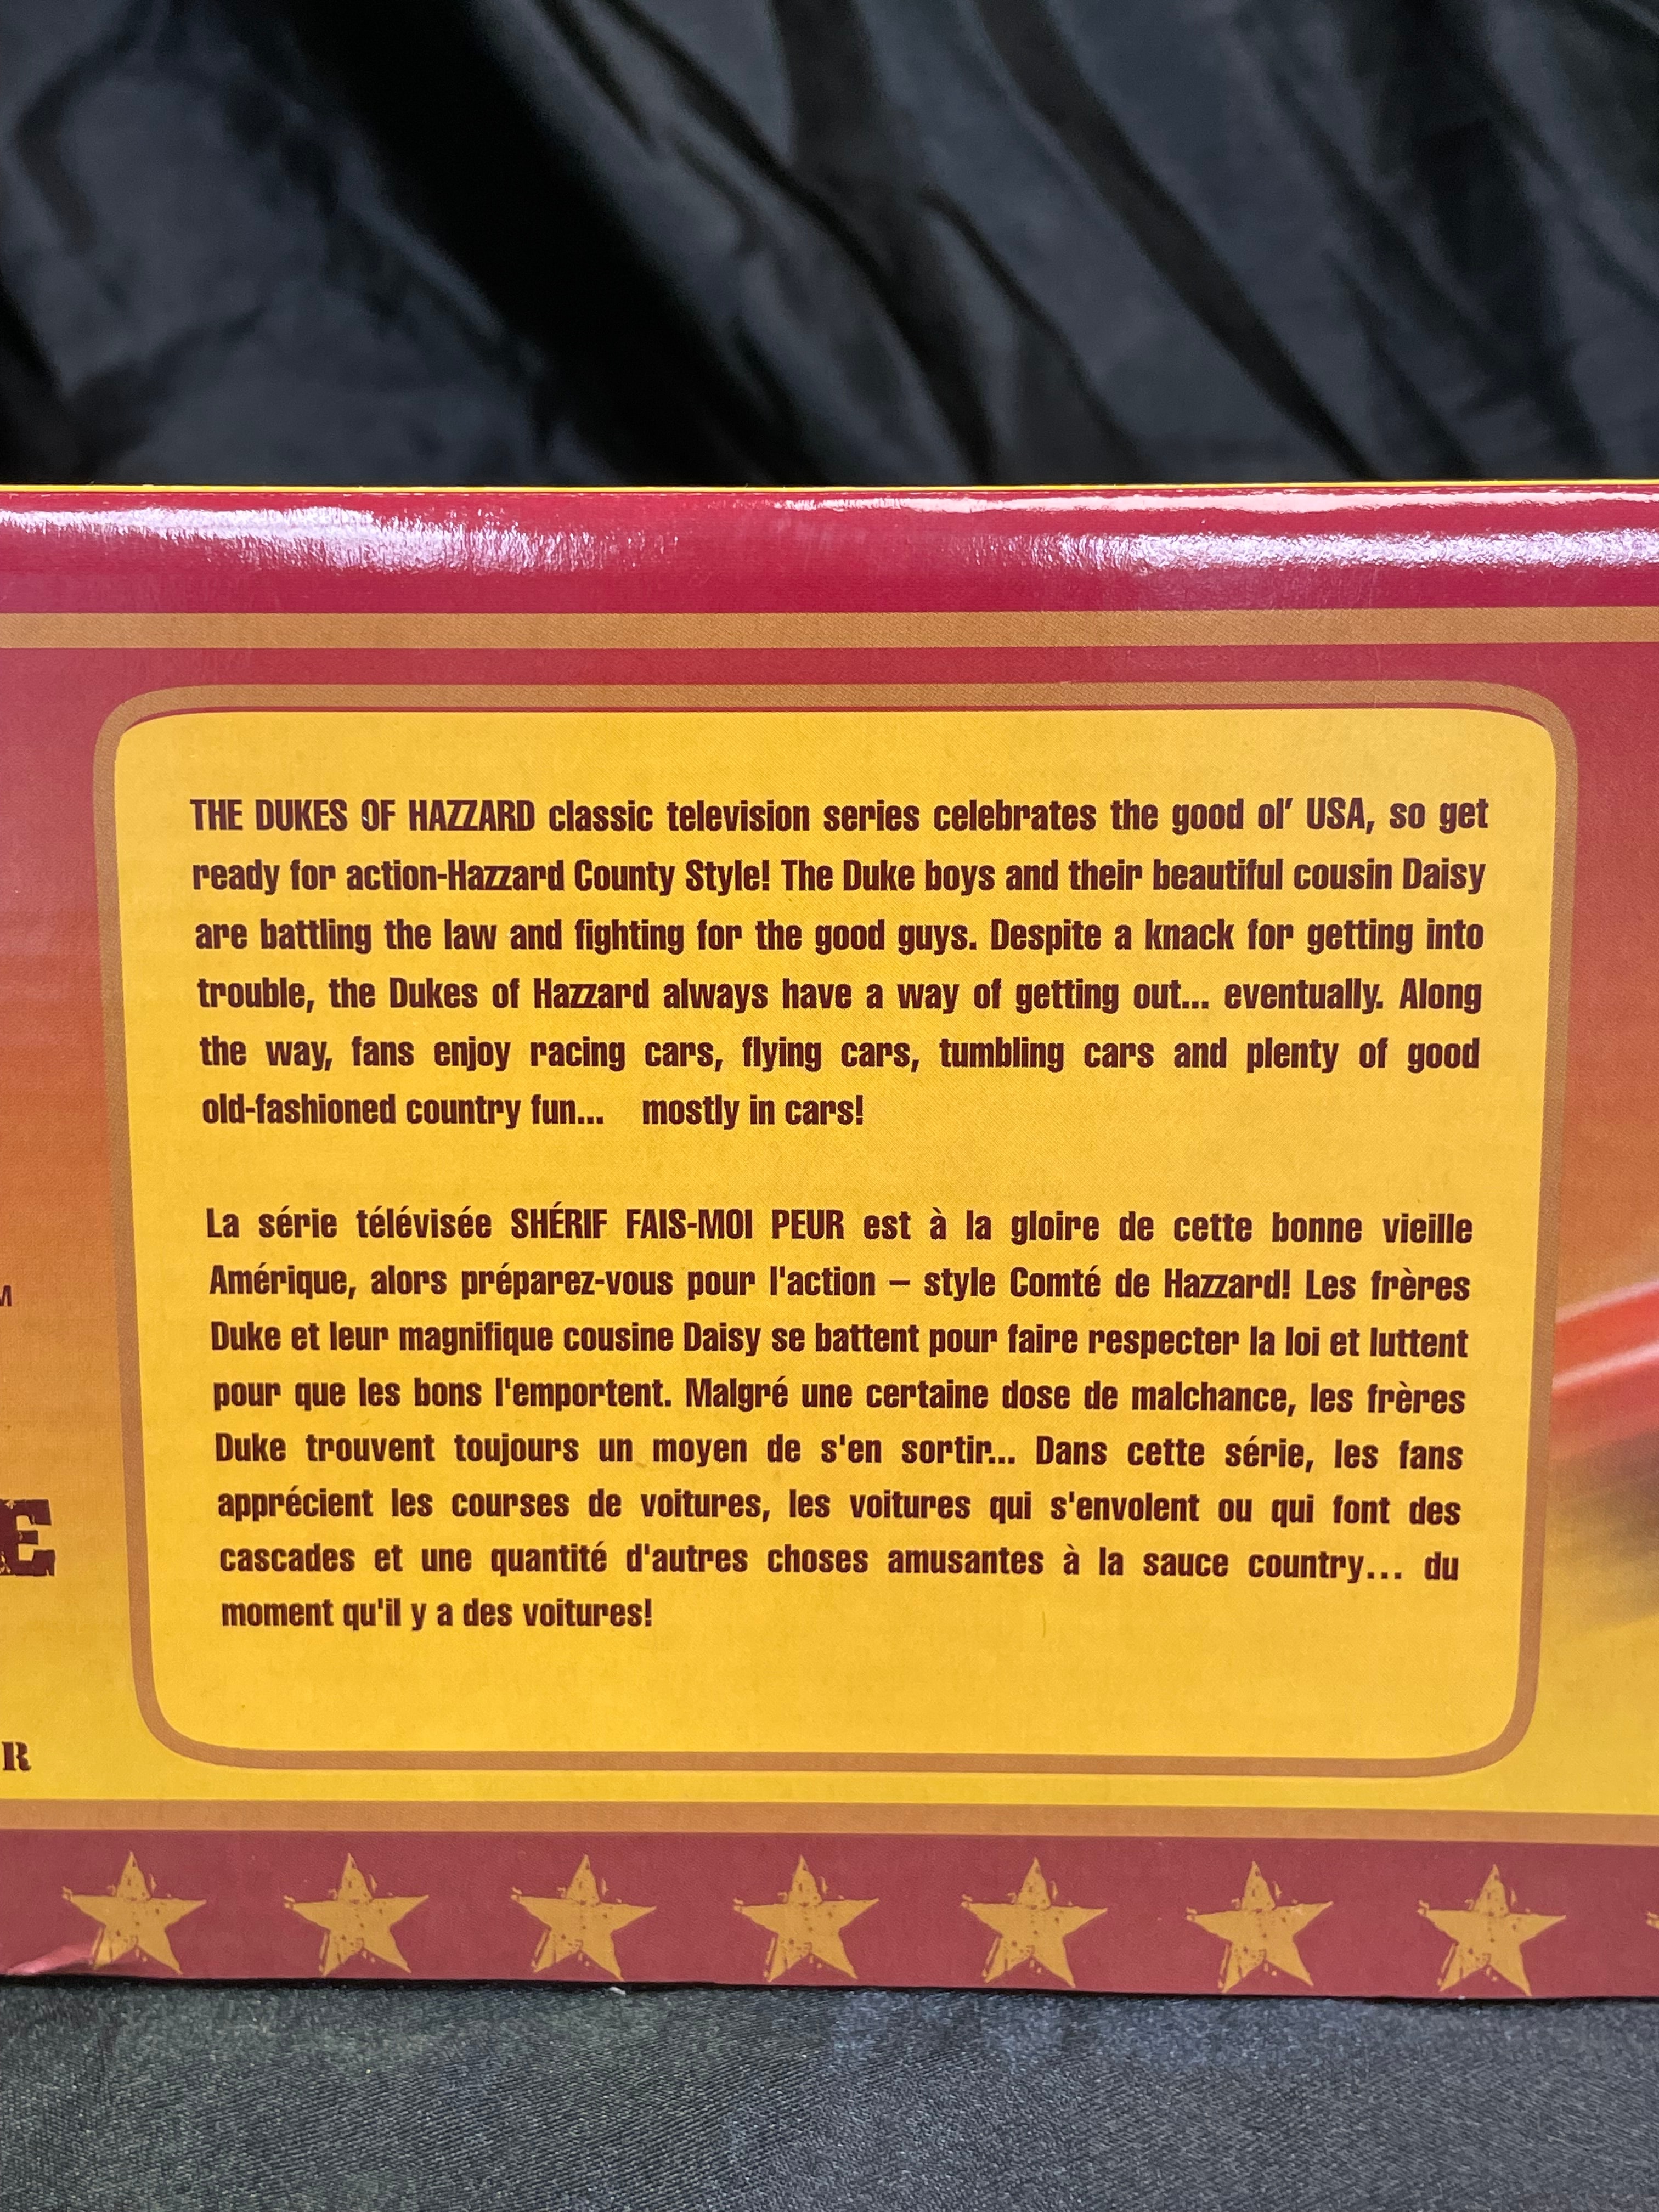 THE DUKES OF HAZZARD classic television series celebrates the good ol' USA, so get
ready for action-Hazzard County Style! The Duke boys and their beautiful cousin Daisy
are battling the law and fighting for the good guys. Despite a knack for getting into
trouble, the Dukes of Hazzard always have a way of getting out... eventually. Along
the way, fans enjoy racing cars, flying cars, tumbling cars and plenty of good
old-fashioned country fun... mostly in cars!
La série télévisée SHÉRIF FAIS-MOI PEUR est à la gloire de cette bonne vieille
Amérique, alors préparez-vous pour l'action – style Comté de Hazzard! Les frères
Duke et leur magnifique cousine Daisy se battent pour faire respecter la loi et luttent
pour que les bons l'emportent. Malgré une certaine dose de malchance, les frères
Duke trouvent toujours un moyen de s'en sortir... Dans cette série, les fans
apprécient les courses de voitures, les voitures qui s'envolent ou qui font des
cascades et une quantité d'autres choses amusantes à la sauce country... du
moment qu'il y a des voitures!
M
E
R